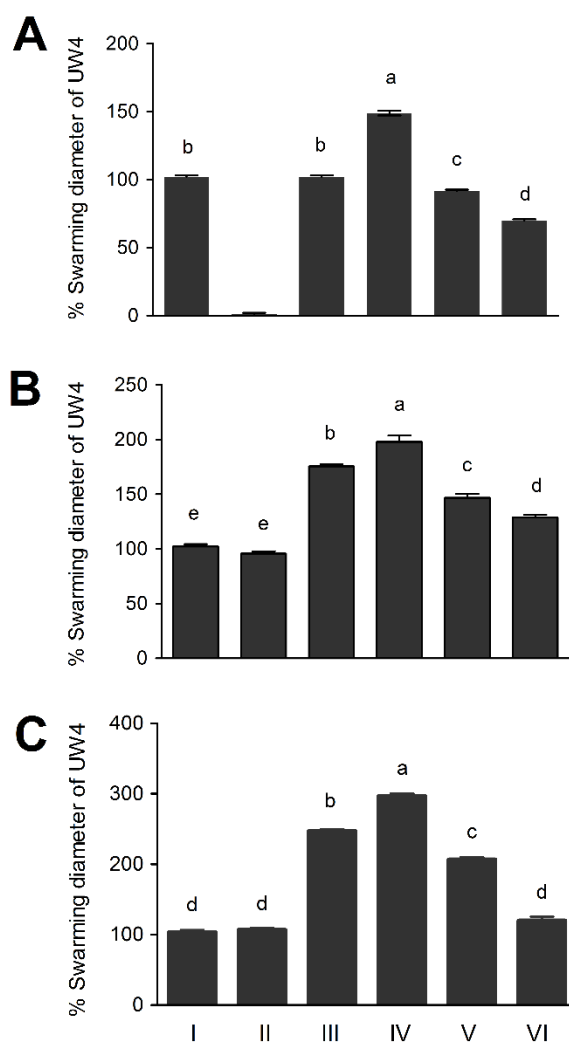 A
% Swarming diameter of UW4
200
150
100
50
0
b
b
a
c
d
B
% Swarming diameter of UW4
250
200
150
100
50
0
e
e
b
a
c
d
C
% Swarming diameter of UW4
400
300
200
100
0
d
d
b
a
c
d
I II III IV V VI